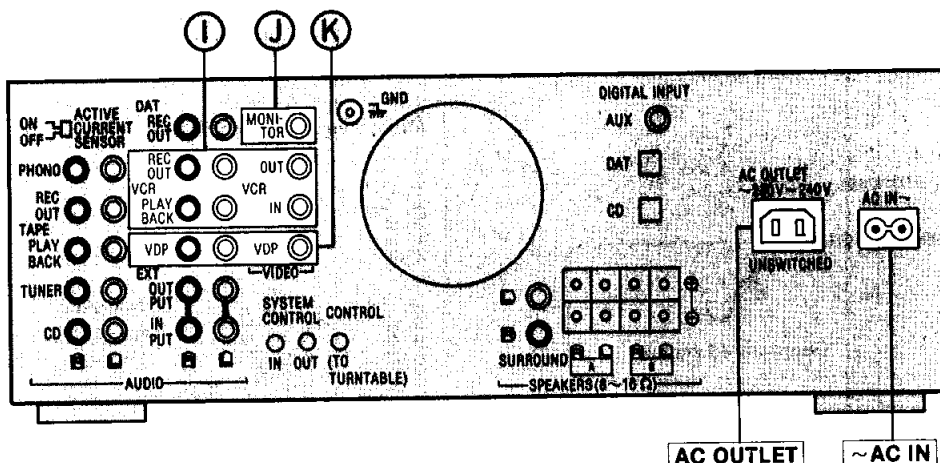 I J K
ON
OFF
ACTIVE
CURRENT
SENSOR
DAT
REC
OUT
MONI-
TOR
GND
PHONO
REC
OUT
OUT
VCR
VCR
PLAY
BACK
IN
REC
OUT
TAPE
PLAY
BACK
VDP
VDP
VIDEO
TUNER
EXT
OUT
PUT
CD
IN
PUT
R L R L
AUDIO
SYSTEM
CONTROL
CONTROL
IN OUT (TO
TURNTABLE)
DIGITAL INPUT
AUX
DAT
CD
SURROUND
A B
SPEAKERS
AC OUTLET
UNSWITCHED
AC IN ~
AC OUTLET
~AC IN